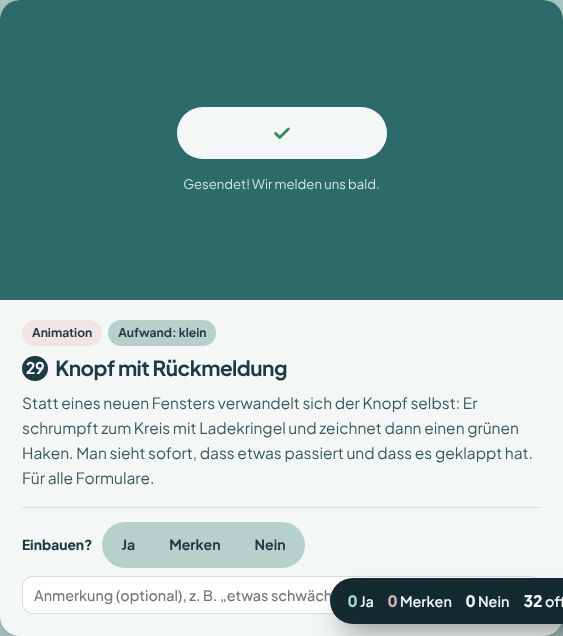 Gesendet! Wir melden uns bald.
Animation Aufwand: klein
29 Knopf mit Rückmeldung
Statt eines neuen Fensters verwandelt sich der Knopf selbst: Er
schrumpft zum Kreis mit Ladekringel und zeichnet dann einen grünen
Haken. Man sieht sofort, dass etwas passiert und dass es geklappt hat.
Für alle Formulare.
Einbauen? Ja Merken Nein
Anmerkung (optional), z. B. „etwas
0 Ja 0 Merken 0 Nein 32